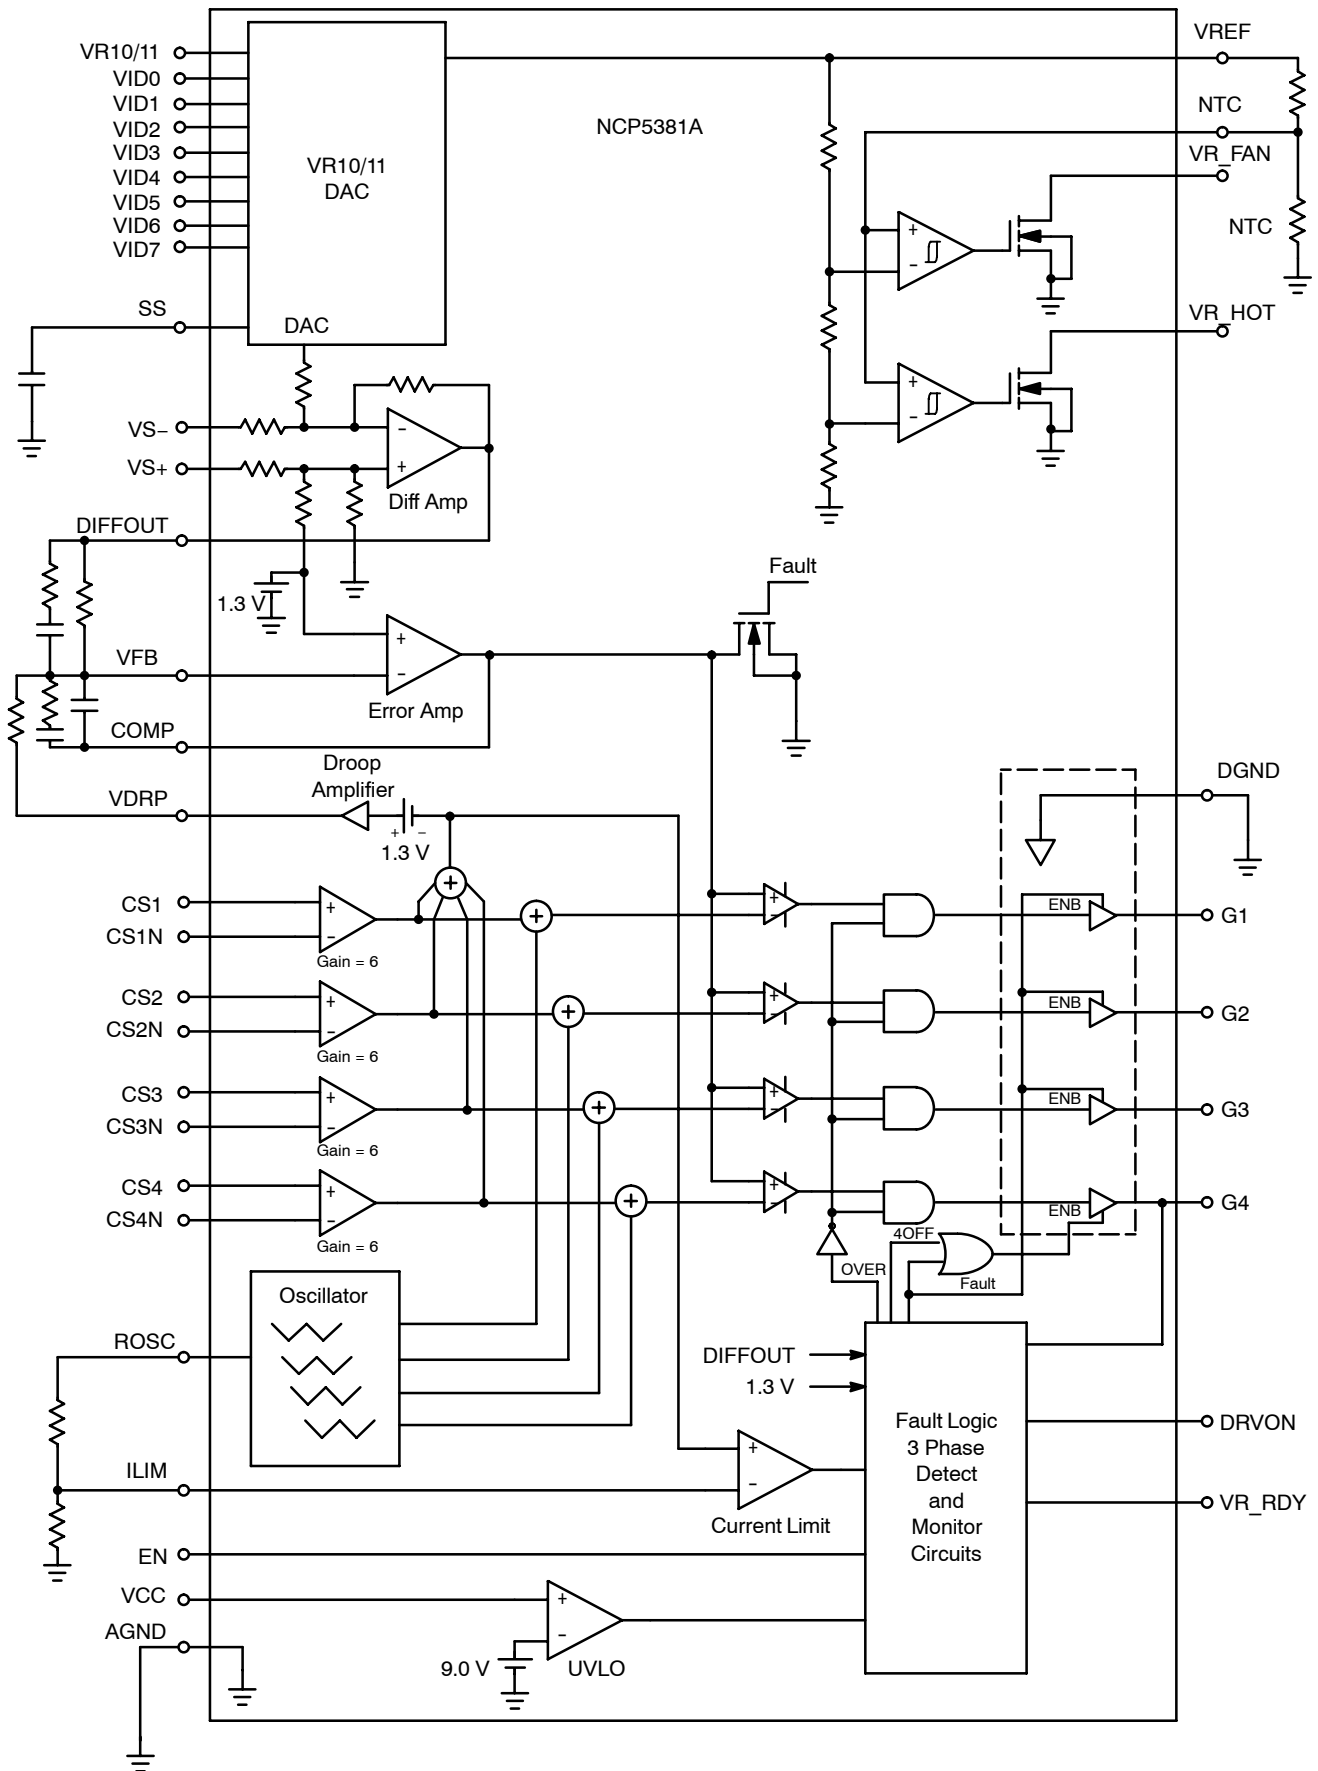 VREF
VR10/11
VID0
VID1
VID2
VID3
VID4
VID5
VID6
VID7
VR10/11
DAC
NCP5381A
NTC
VR_FAN
NTC
VR_HOT
SS
DAC
VS−
VS+
−
+
Diff Amp
+
−
+
−
DIFFOUT
1.3 V
Fault
VFB
+
−
Error Amp
COMP
Droop
Amplifier
VDRP
+ −
1.3 V
DGND
CS1
CS1N
+
−
Gain = 6
+
+
−
ENB
G1
CS2
CS2N
+
−
Gain = 6
+
+
−
ENB
G2
CS3
CS3N
+
−
Gain = 6
+
+
−
ENB
G3
CS4
CS4N
+
−
Gain = 6
+
+
−
ENB
G4
+
4OFF
OVER
Fault
Oscillator
ROSC
DIFFOUT
1.3 V
Fault Logic
3 Phase
Detect
and
Monitor
Circuits
DRVON
ILIM
+
−
Current Limit
VR_RDY
EN
VCC
AGND
+
−
9.0 V
UVLO